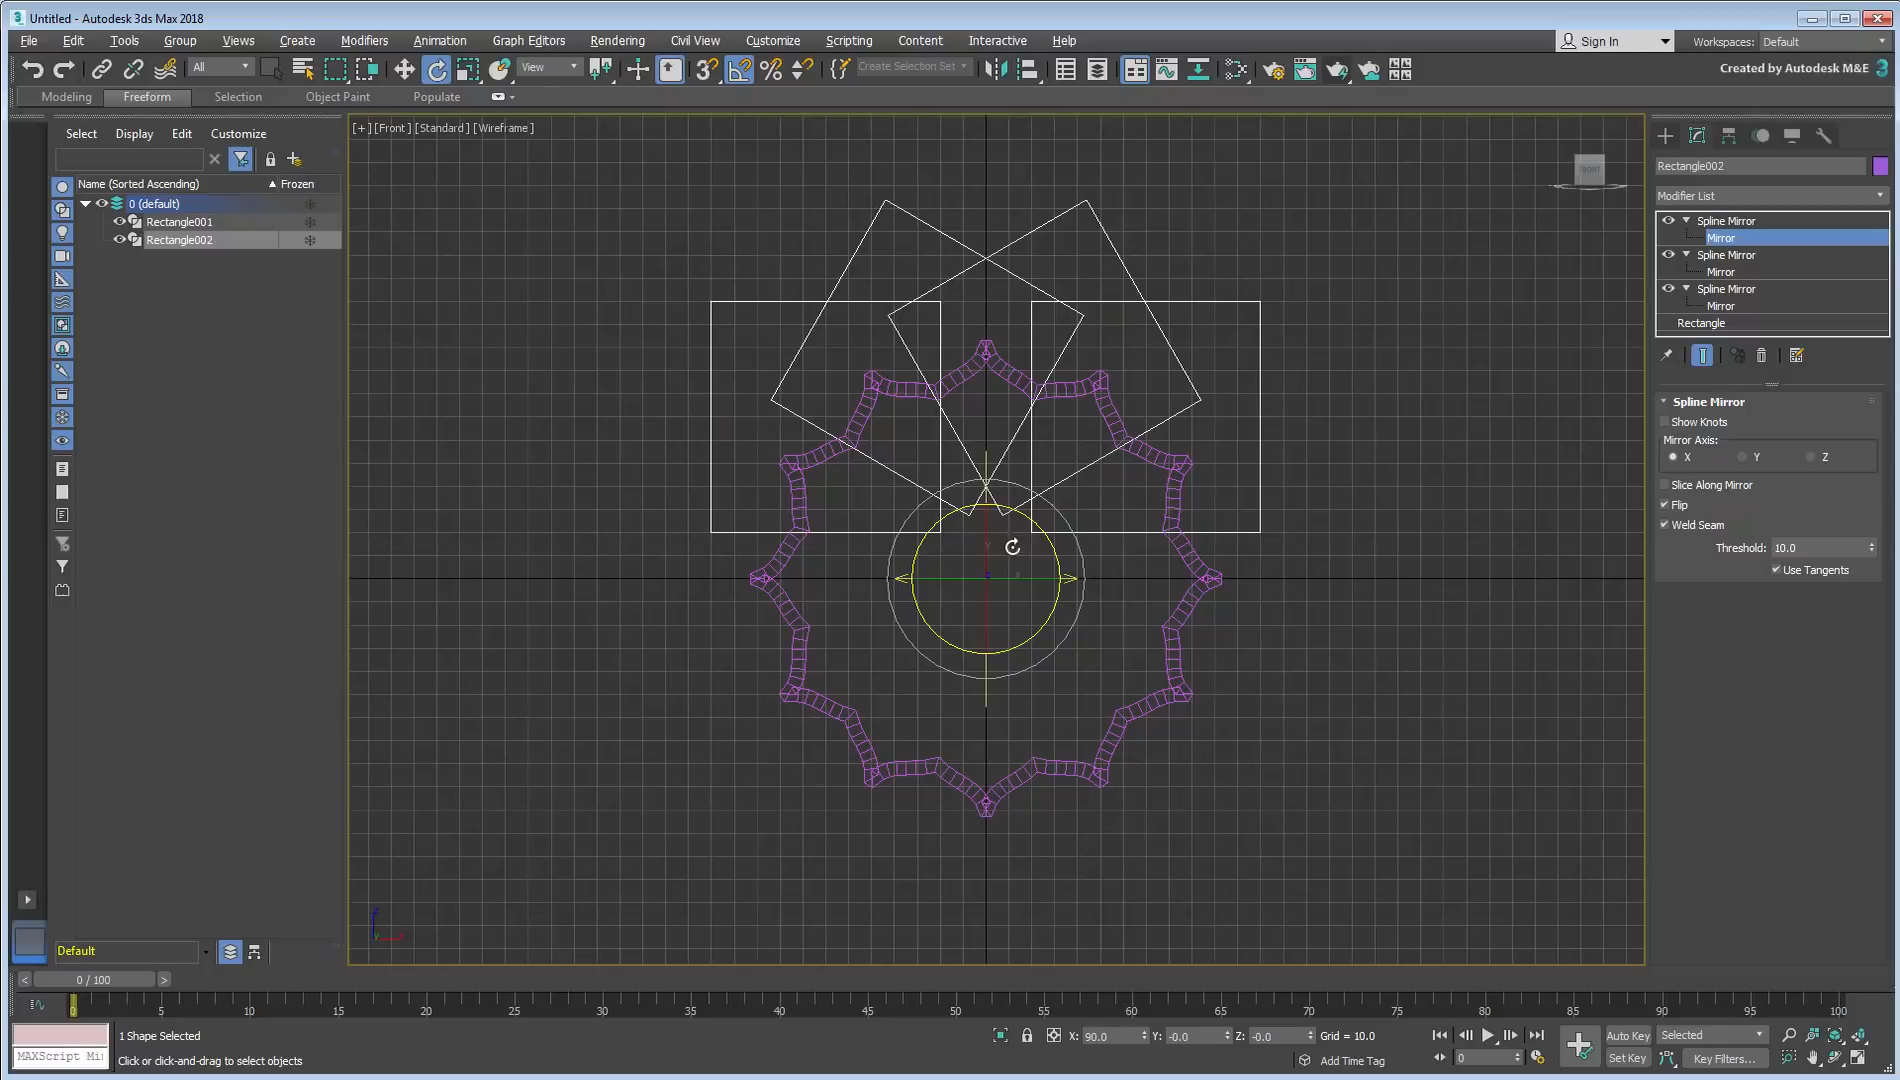 Untitled - Autodesk 3ds Max 2018
File Edit Tools Group Views Create Modifiers Animation Graph Editors Rendering Civil View Customize Scripting Content Interactive Help Sign In Workspaces: Default
All View Create Selection Set Created by Autodesk M&E 3
Modeling Freeform Selection Object Paint Populate
[+] [Front] [Standard] [Wireframe]
Select Display Edit Customize
Name (Sorted Ascending) Frozen
0 (default)
Rectangle001
Rectangle002
FRONT
Rectangle002
Modifier List
Spline Mirror
Mirror
Spline Mirror
Mirror
Spline Mirror
Mirror
Rectangle
Spline Mirror
Show Knots
Mirror Axis:
X Y Z
Slice Along Mirror
Flip
Weld Seam
Threshold: 10.0
Use Tangents
y
x
z
z
x
Default
< 0 / 100 >
0 5 10 15 20 25 30 35 40 45 50 55 60 65 70 75 80 85 90 95 100
1 Shape Selected X: 90.0 Y: -0.0 Z: -0.0 Grid = 10.0 Auto Key Selected
MAXScript Mi Click or click-and-drag to select objects Add Time Tag 0 Set Key Key Filters...